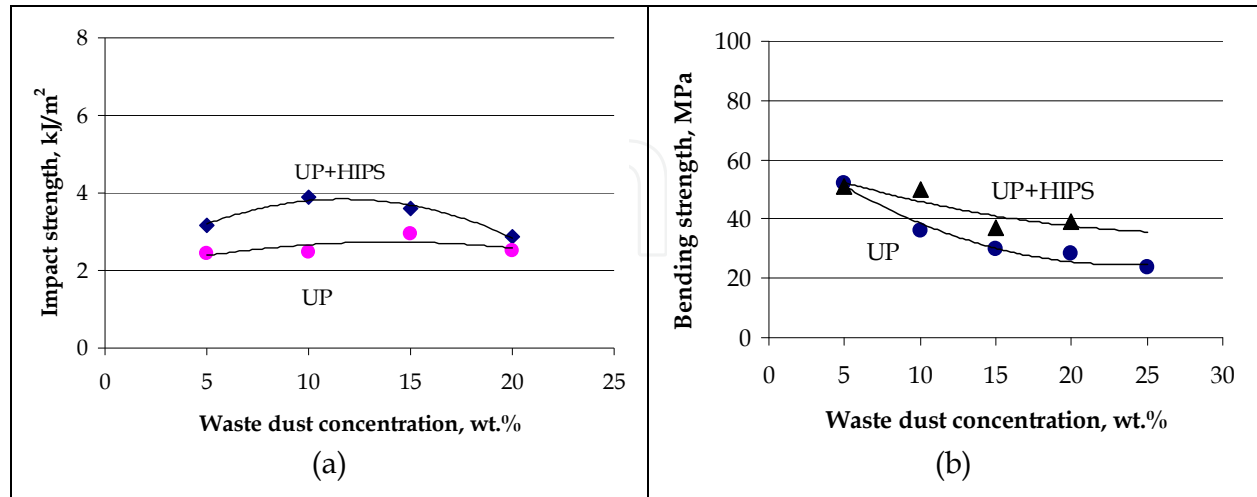 Impact strength, kJ/m²
8
6
4
2
0
UP+HIPS
UP
0 5 10 15 20 25
Waste dust concentration, wt.%
(a)
Bending strength, MPa
100
80
60
40
20
0
UP+HIPS
UP
0 5 10 15 20 25 30
Waste dust concentration, wt.%
(b)